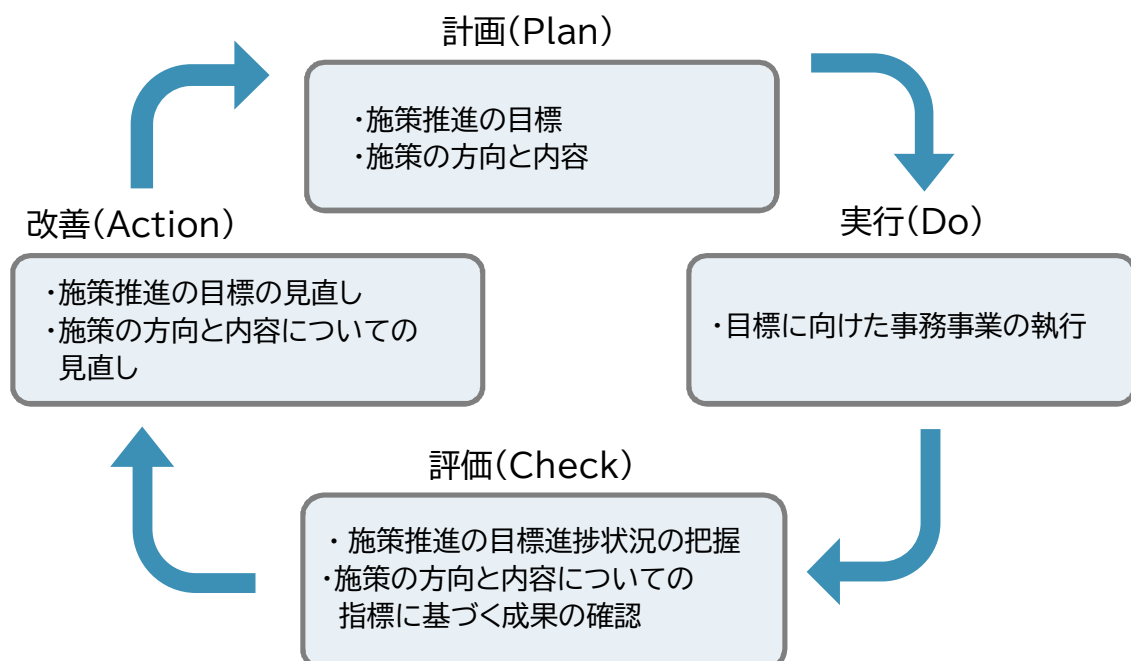 計画(Plan)
・施策推進の目標
・施策の方向と内容
実行(Do)
・目標に向けた事務事業の執行
評価(Check)
・施策推進の目標進捗状況の把握
・施策の方向と内容についての
指標に基づく成果の確認
改善(Action)
・施策推進の目標の見直し
・施策の方向と内容についての
見直し